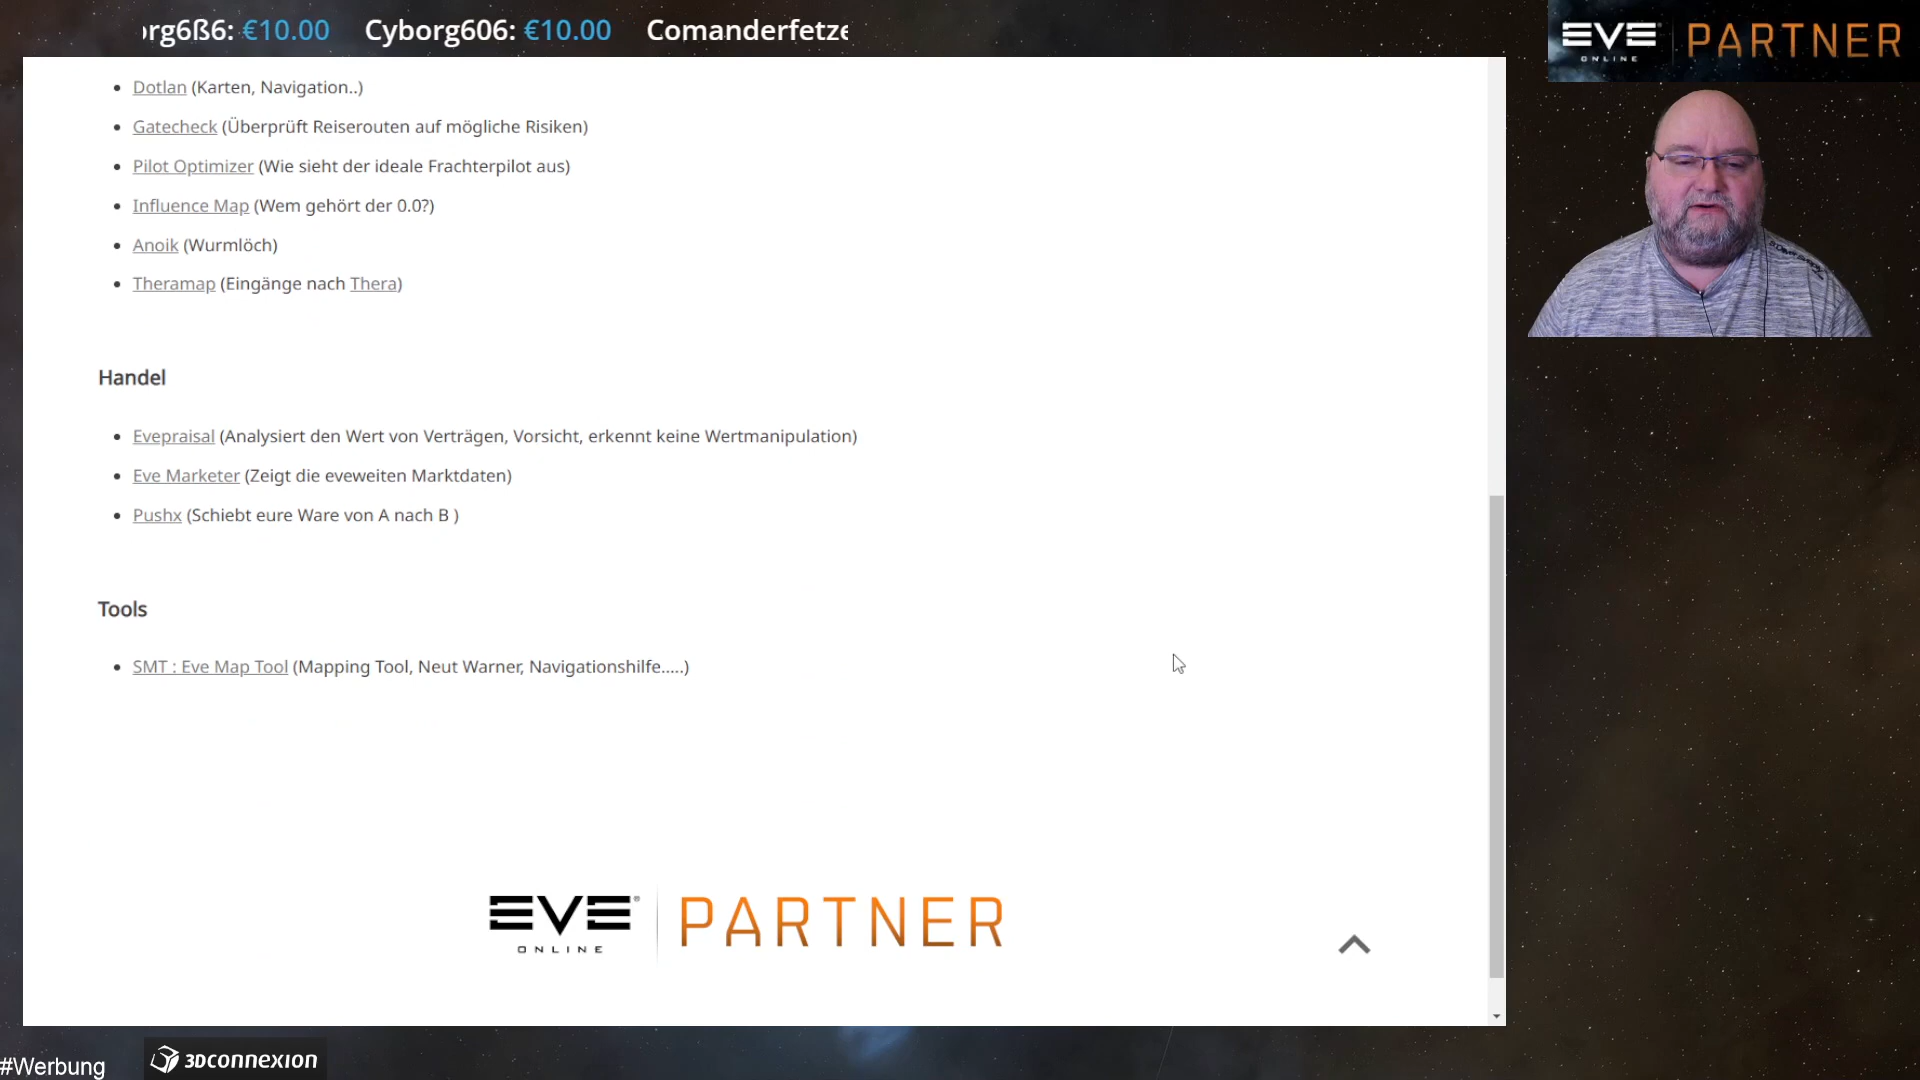 rg6ß6: €10.00 Cyborg606: €10.00 Comanderfetze
EVE ONLINE PARTNER
Dotlan (Karten, Navigation..)
Gatecheck (Überprüft Reiserouten auf mögliche Risiken)
Pilot Optimizer (Wie sieht der ideale Frachterpilot aus)
Influence Map (Wem gehört der 0.0?)
Anoik (Wurmlöch)
Theramap (Eingänge nach Thera)
Handel
Evepraisal (Analysiert den Wert von Verträgen, Vorsicht, erkennt keine Wertmanipulation)
Eve Marketer (Zeigt die eveweiten Marktdaten)
Pushx (Schiebt eure Ware von A nach B )
Tools
SMT : Eve Map Tool (Mapping Tool, Neut Warner, Navigationshilfe.....)
EVE ONLINE PARTNER
#Werbung 3Dconnexion